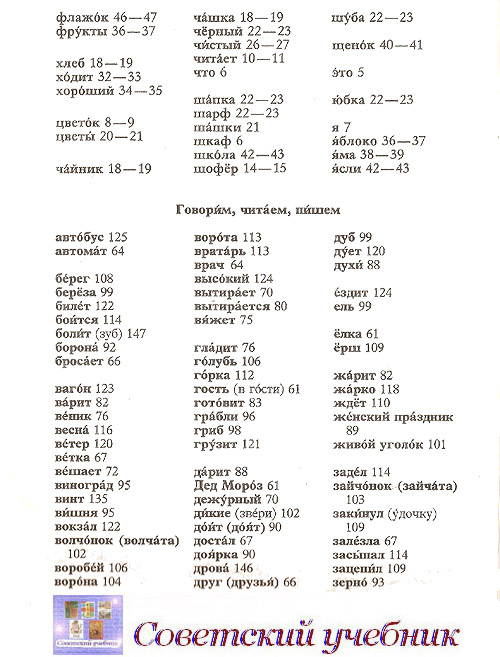 флажо́к 46—47
фру́кты 36—37
хлеб 18—19
хо́дит 32—33
хоро́ший 34—35
цвето́к 8—9
цветы́ 20—21
ча́йник 18—19
ча́шка 18—19
чёрный 22—23
чи́стый 26—27
чита́ет 10—11
что 6
ша́пка 22—23
шарф 22—23
ша́шки 21
шкаф 6
шко́ла 42—43
шофёр 14—15
шу́ба 22—23
щено́к 40—41
э́то 5
ю́бка 22—23
я 7
я́блоко 36—37
я́ма 38—39
я́сли 42—43
Говори́м, чита́ем, пи́шем
авто́бус 125
автома́т 64
бе́рег 108
берёза 99
биле́т 122
бои́тся 114
боли́т (зуб) 147
борона́ 92
броса́ет 66
ваго́н 123
ва́рит 82
ве́ник 76
весна́ 116
ве́тер 120
ве́тка 67
ве́шает 72
виногра́д 95
винт 135
ви́шня 95
вокза́л 122
волчо́нок (волча́та)
102
воробе́й 106
воро́на 104
воро́та 113
врата́рь 113
врач 64
высо́кий 124
вытира́ет 70
вытира́ется 80
вя́жет 75
гла́дит 76
го́лубь 106
го́рка 112
гость (в го́сти) 61
гото́вит 83
гра́бли 96
гриб 98
гру́зит 121
да́рит 88
Дед Моро́з 61
дежу́рный 70
ди́кие (зве́ри) 102
до́ит (доя́т) 90
доста́л 67
доя́рка 90
дрова́ 146
друг (друзья́) 66
дуб 99
ду́ет 120
духи́ 88
е́здит 124
ель 99
ёлка 61
ёрш 109
жа́рит 82
жа́рко 118
ждёт 110
же́нский пра́здник
89
живо́й уголо́к 101
заде́л 114
зайчо́нок (зайча́та)
103
заки́нул (у́дочку)
109
зале́зла 67
засы́пал 114
зацепи́л 109
зерно́ 93
Советский учебник
Советский учебник